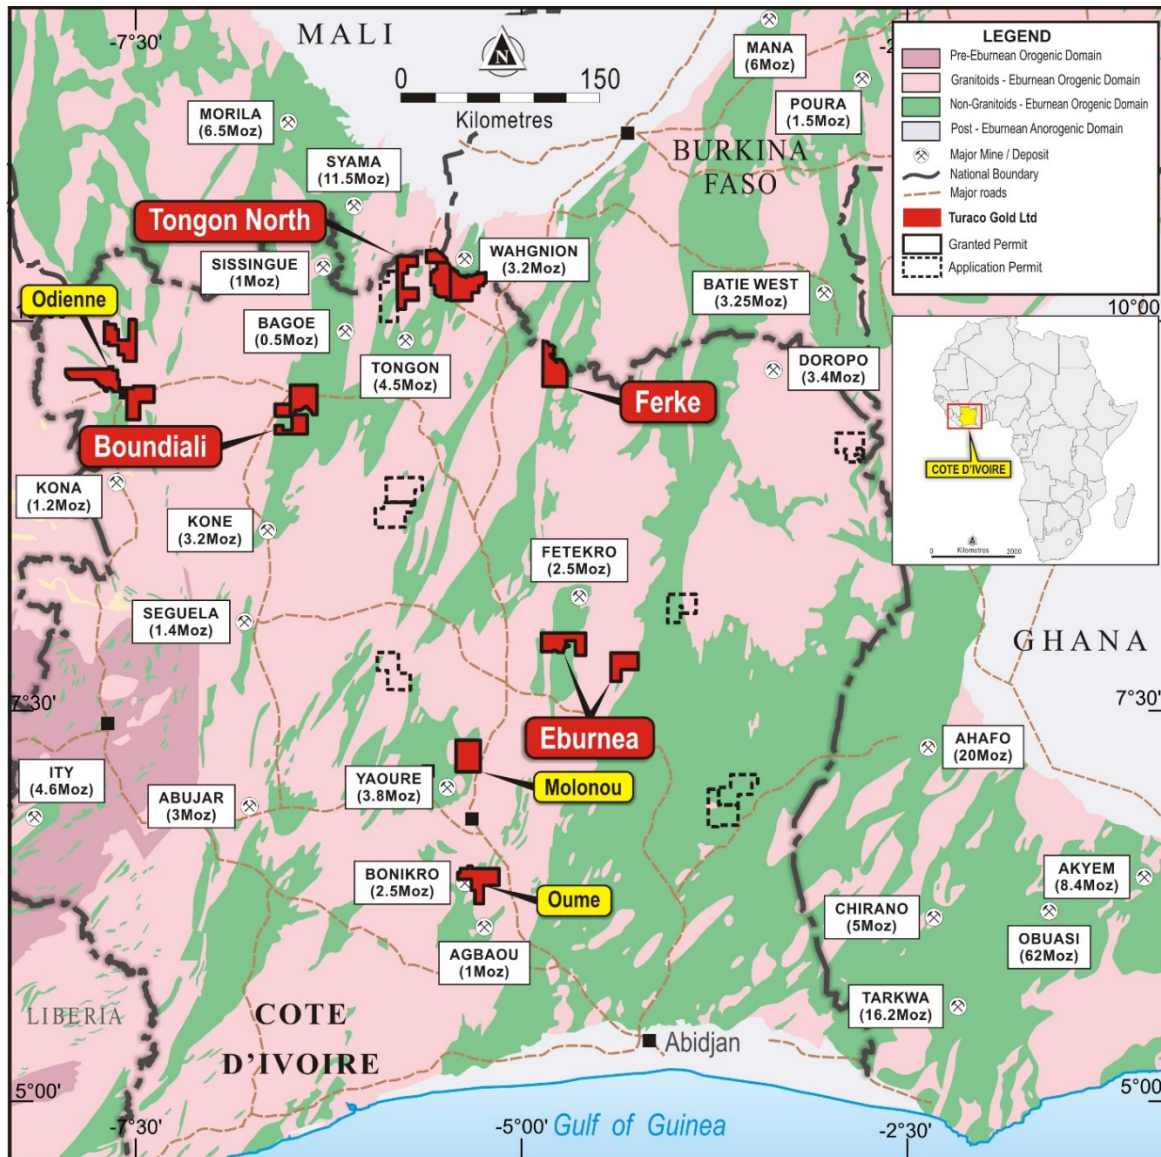 -7°30'
MALI
N
0 150
Kilometres
MANA
(6Moz)
POURA
(1.5Moz)
BURKINA
FASO
MORILA
(6.5Moz)
SYAMA
(11.5Moz)
Tongon North
WAHGNION
(3.2Moz)
SISSINGUE
(1Moz)
Odienne
BATIE WEST
(3.25Moz)
BAGOE
(0.5Moz)
TONGON
(4.5Moz)
DOROPO
(3.4Moz)
Ferke
Boundiali
KONA
(1.2Moz)
KONE
(3.2Moz)
FETEKRO
(2.5Moz)
SEGUELA
(1.4Moz)
GHANA
7°30'
7°30'
Eburnea
AHAFO
(20Moz)
Molonou
YAOURE
(3.8Moz)
ITY
(4.6Moz)
ABUJAR
(3Moz)
BONIKRO
(2.5Moz)
Oume
AKYEM
(8.4Moz)
CHIRANO
(5Moz)
OBUASI
(62Moz)
AGBAOU
(1Moz)
TARKWA
(16.2Moz)
LIBERIA
COTE
D'IVOIRE
Abidjan
5°00'
5°00'
-7°30'
-5°00'
Gulf of Guinea
-2°30'
LEGEND
Pre-Eburnean Orogenic Domain
Granitoids - Eburnean Orogenic Domain
Non-Granitoids - Eburnean Orogenic Domain
Post - Eburnean Anorogenic Domain
Major Mine / Deposit
National Boundary
Major roads
Turaco Gold Ltd
Granted Permit
Application Permit
10°00'
COTE D'IVOIRE
Kilometres
0 2000